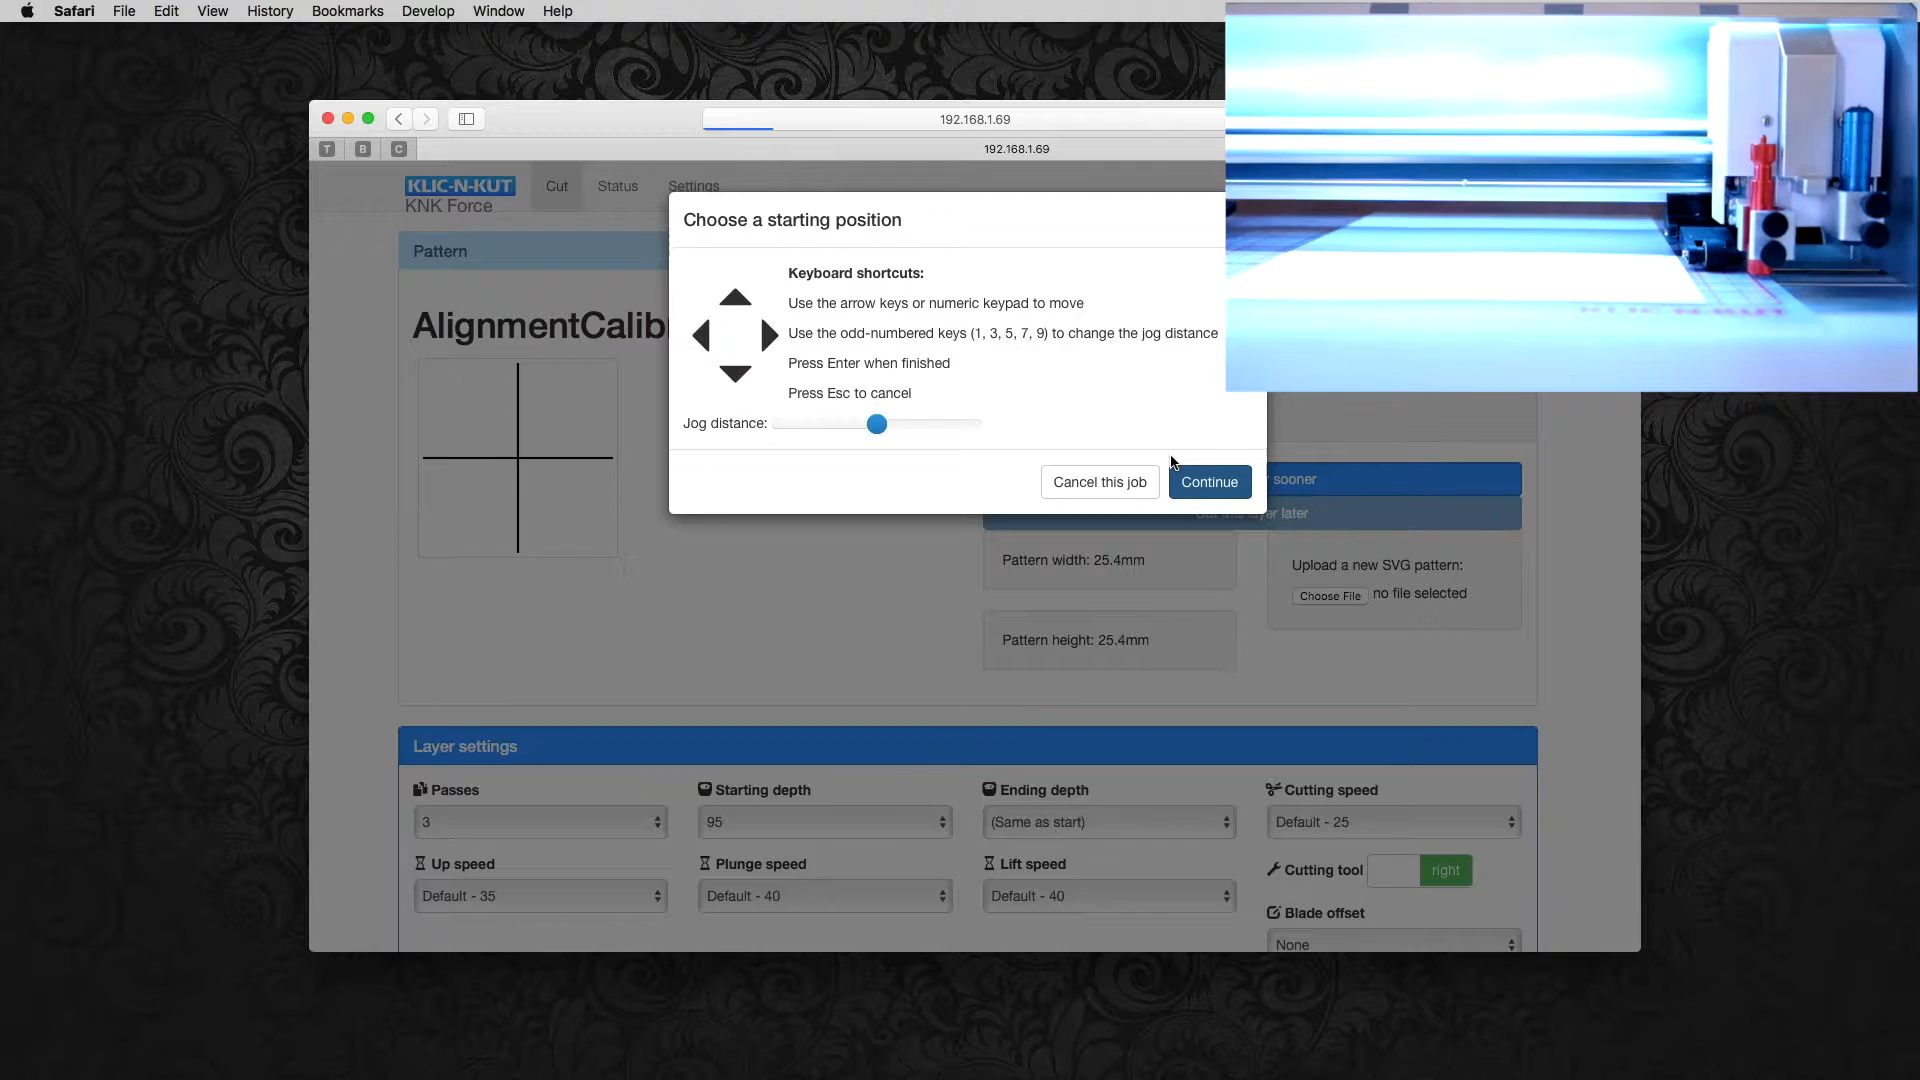 Safari File Edit View History Bookmarks Develop Window Help
192.168.1.69
T B C
192.168.1.69
KLIC-N-KUT
KNK Force
Cut Status Settings
Pattern
Choose a starting position
Keyboard shortcuts:
Use the arrow keys or numeric keypad to move
Use the odd-numbered keys (1, 3, 5, 7, 9) to change the jog distance
Press Enter when finished
Press Esc to cancel
Jog distance:
Cancel this job Continue
AlignmentCalib
sooner
later
Pattern width: 25.4mm
Upload a new SVG pattern:
Choose File no file selected
Pattern height: 25.4mm
KLIC-N-KUT
Layer settings
Passes Starting depth Ending depth Cutting speed
3 95 (Same as start) Default - 25
Up speed Plunge speed Lift speed Cutting tool right
Default - 35 Default - 40 Default - 40
Blade offset
None